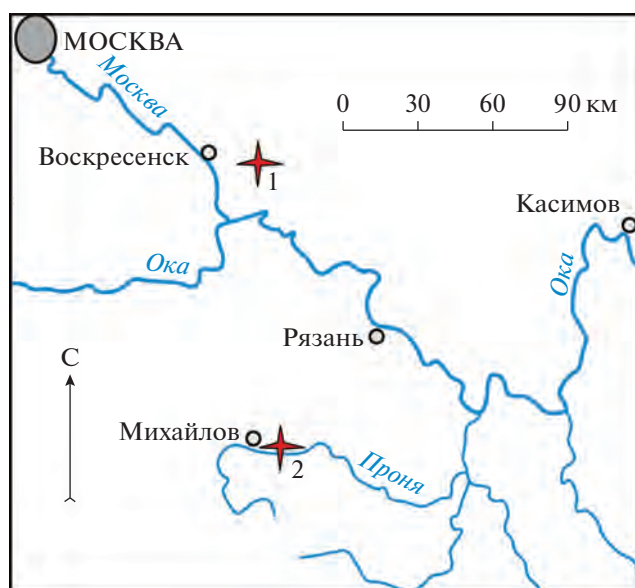 МОСКВА
Москва
0 30 60 90 км
Воскресенск
1
Касимов
Ока
Ока
Рязань
С
Михайлов
2
Проня